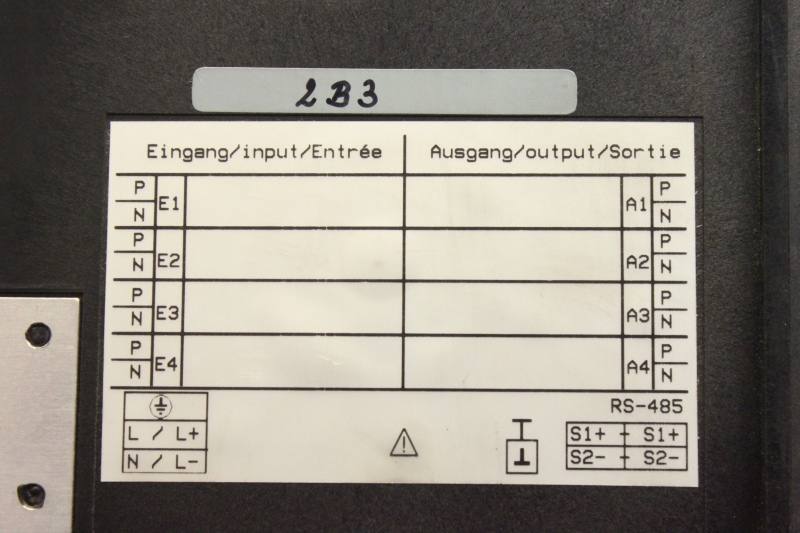 2B3
Eingang/input/Entrée Ausgang/output/Sortie
P P
E1 A1
N N
P P
E2 A2
N N
P P
E3 A3
N N
P P
E4 A4
N N
RS-485
L / L+ S1+ - S1+
N / L- S2- - S2-